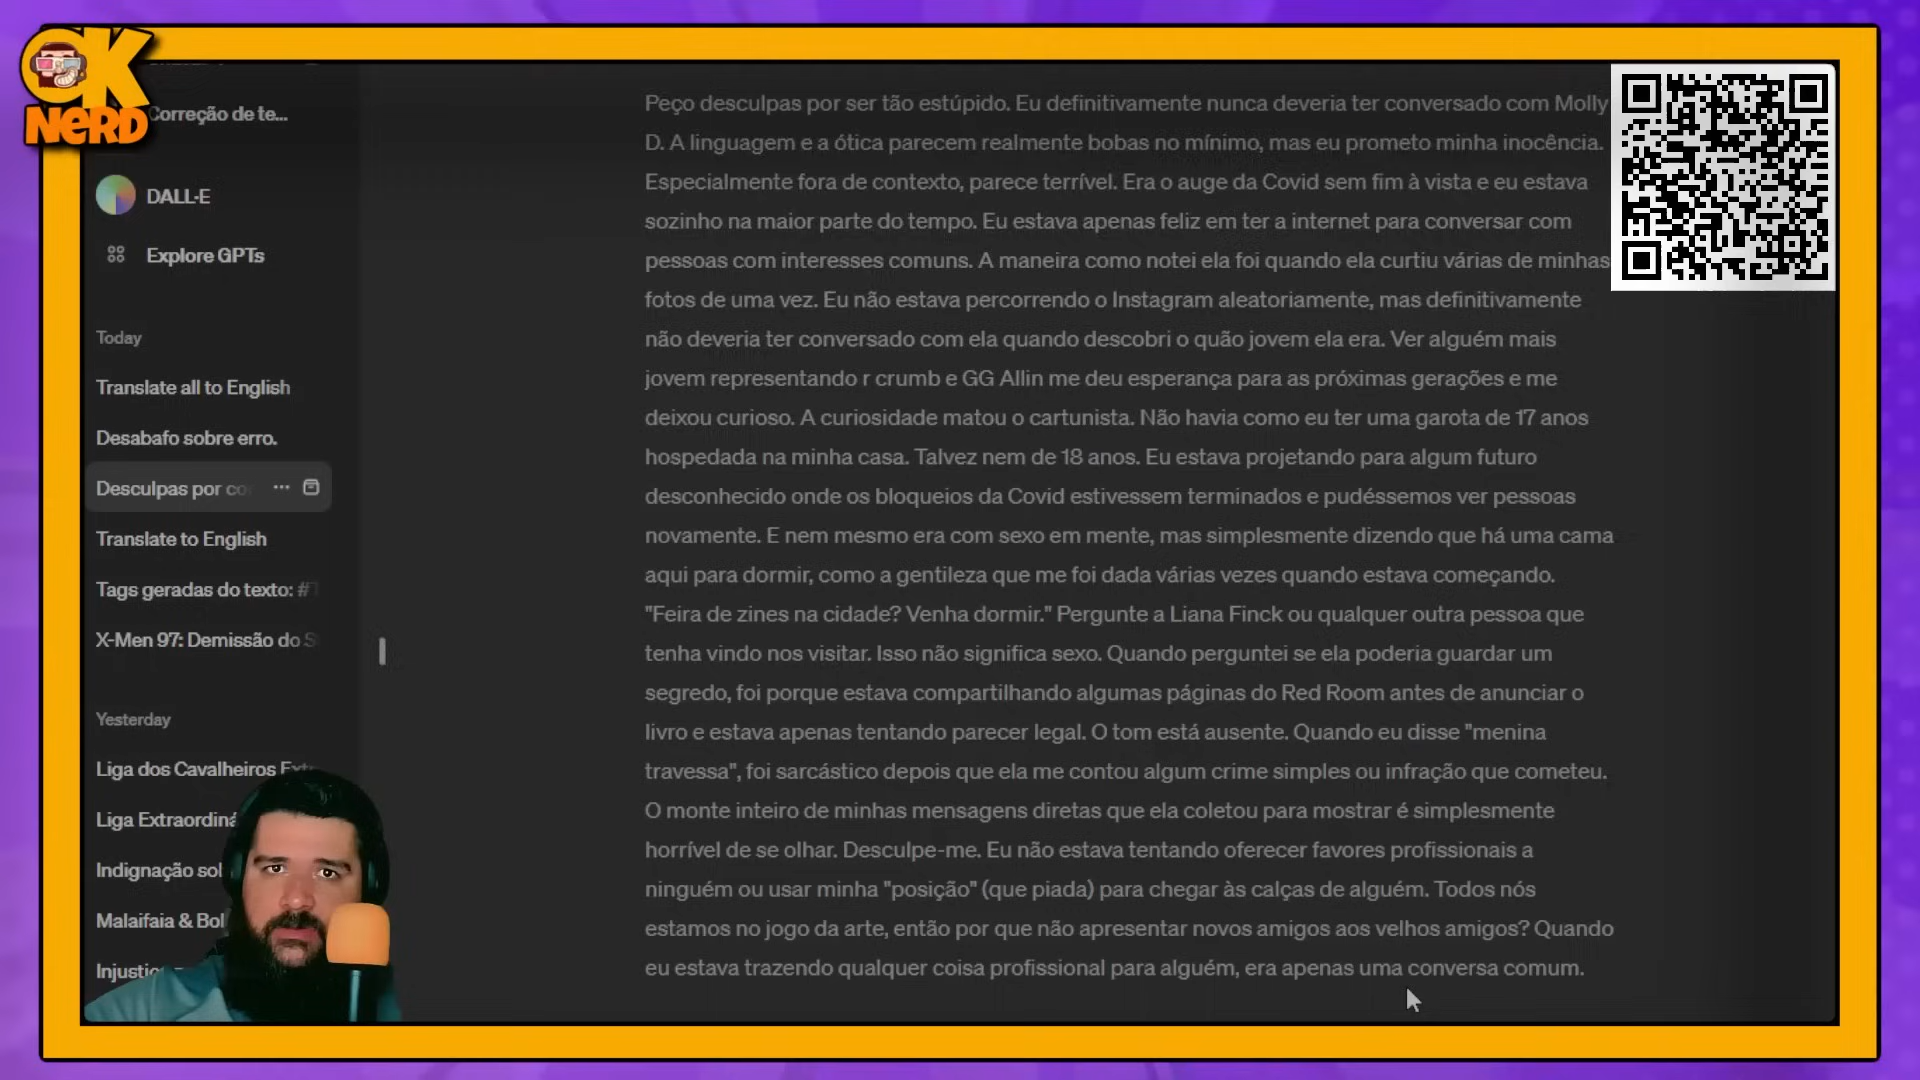 OK
NERD
Correção de te...
DALL·E
Explore GPTs
Today
Translate all to English
Desabafo sobre erro.
Desculpas por co
Translate to English
Tags geradas do texto: #
X-Men 97: Demissão do S
Yesterday
Liga dos Cavalheiros Ext
Liga Extraordiná
Indignação sol
Malaifaia & Bol
Injustiç
Peço desculpas por ser tão estúpido. Eu definitivamente nunca deveria ter conversado com Molly
D. A linguagem e a ótica parecem realmente bobas no mínimo, mas eu prometo minha inocência.
Especialmente fora de contexto, parece terrível. Era o auge da Covid sem fim à vista e eu estava
sozinho na maior parte do tempo. Eu estava apenas feliz em ter a internet para conversar com
pessoas com interesses comuns. A maneira como notei ela foi quando ela curtiu várias de minhas
fotos de uma vez. Eu não estava percorrendo o Instagram aleatoriamente, mas definitivamente
não deveria ter conversado com ela quando descobri o quão jovem ela era. Ver alguém mais
jovem representando r crumb e GG Allin me deu esperança para as próximas gerações e me
deixou curioso. A curiosidade matou o cartunista. Não havia como eu ter uma garota de 17 anos
hospedada na minha casa. Talvez nem de 18 anos. Eu estava projetando para algum futuro
desconhecido onde os bloqueios da Covid estivessem terminados e pudéssemos ver pessoas
novamente. E nem mesmo era com sexo em mente, mas simplesmente dizendo que há uma cama
aqui para dormir, como a gentileza que me foi dada várias vezes quando estava começando.
"Feira de zines na cidade? Venha dormir." Pergunte a Liana Finck ou qualquer outra pessoa que
tenha vindo nos visitar. Isso não significa sexo. Quando perguntei se ela poderia guardar um
segredo, foi porque estava compartilhando algumas páginas do Red Room antes de anunciar o
livro e estava apenas tentando parecer legal. O tom está ausente. Quando eu disse "menina
travessa", foi sarcástico depois que ela me contou algum crime simples ou infração que cometeu.
O monte inteiro de minhas mensagens diretas que ela coletou para mostrar é simplesmente
horrível de se olhar. Desculpe-me. Eu não estava tentando oferecer favores profissionais a
ninguém ou usar minha "posição" (que piada) para chegar às calças de alguém. Todos nós
estamos no jogo da arte, então por que não apresentar novos amigos aos velhos amigos? Quando
eu estava trazendo qualquer coisa profissional para alguém, era apenas uma conversa comum.